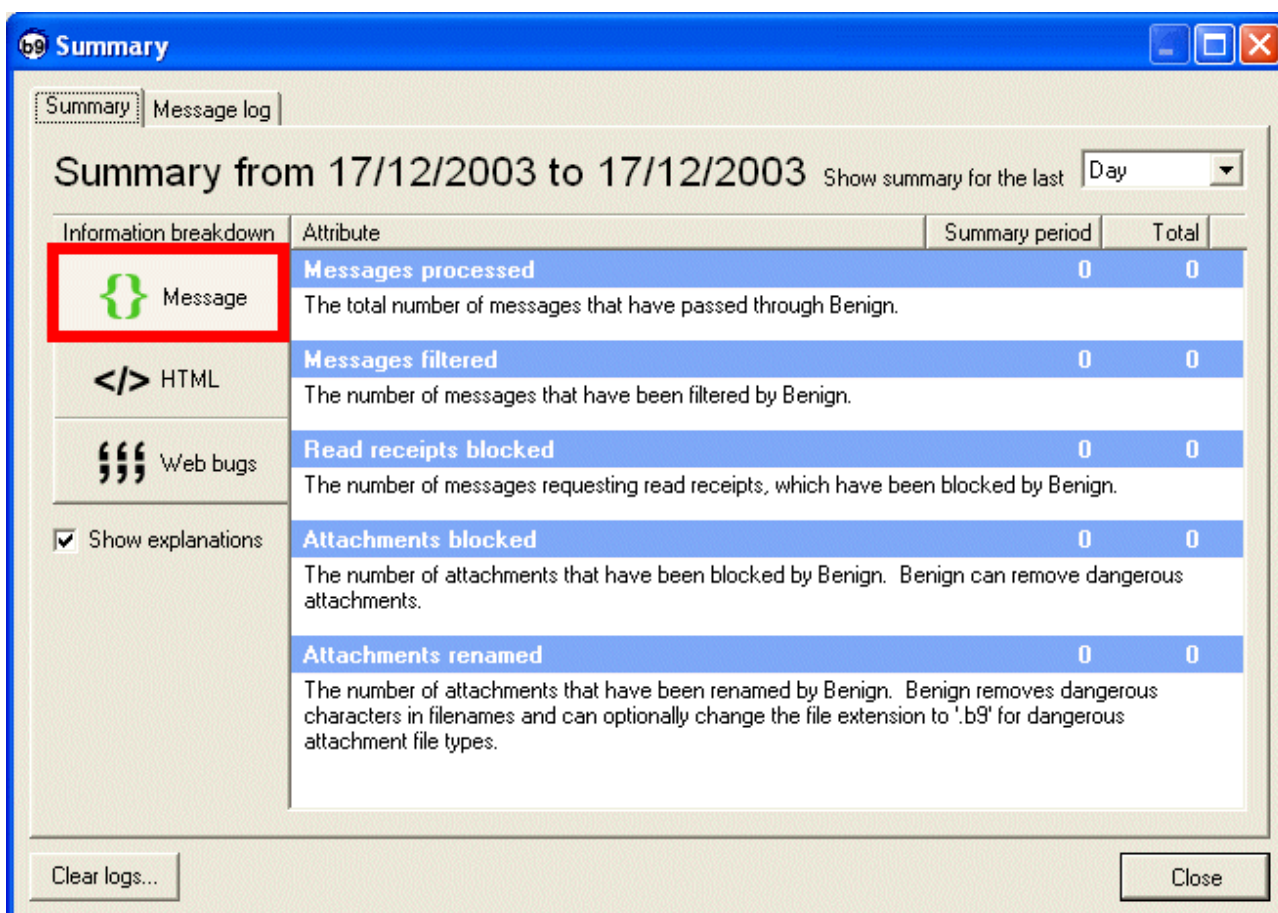 b9 Summary
Summary Message log
Summary from 17/12/2003 to 17/12/2003 Show summary for the last Day
Information breakdown Attribute Summary period Total
{} Message
</> HTML
Web bugs
Show explanations
Messages processed 0 0
The total number of messages that have passed through Benign.
Messages filtered 0 0
The number of messages that have been filtered by Benign.
Read receipts blocked 0 0
The number of messages requesting read receipts, which have been blocked by Benign.
Attachments blocked 0 0
The number of attachments that have been blocked by Benign. Benign can remove dangerous
attachments.
Attachments renamed 0 0
The number of attachments that have been renamed by Benign. Benign removes dangerous
characters in filenames and can optionally change the file extension to '.b9' for dangerous
attachment file types.
Clear logs... Close